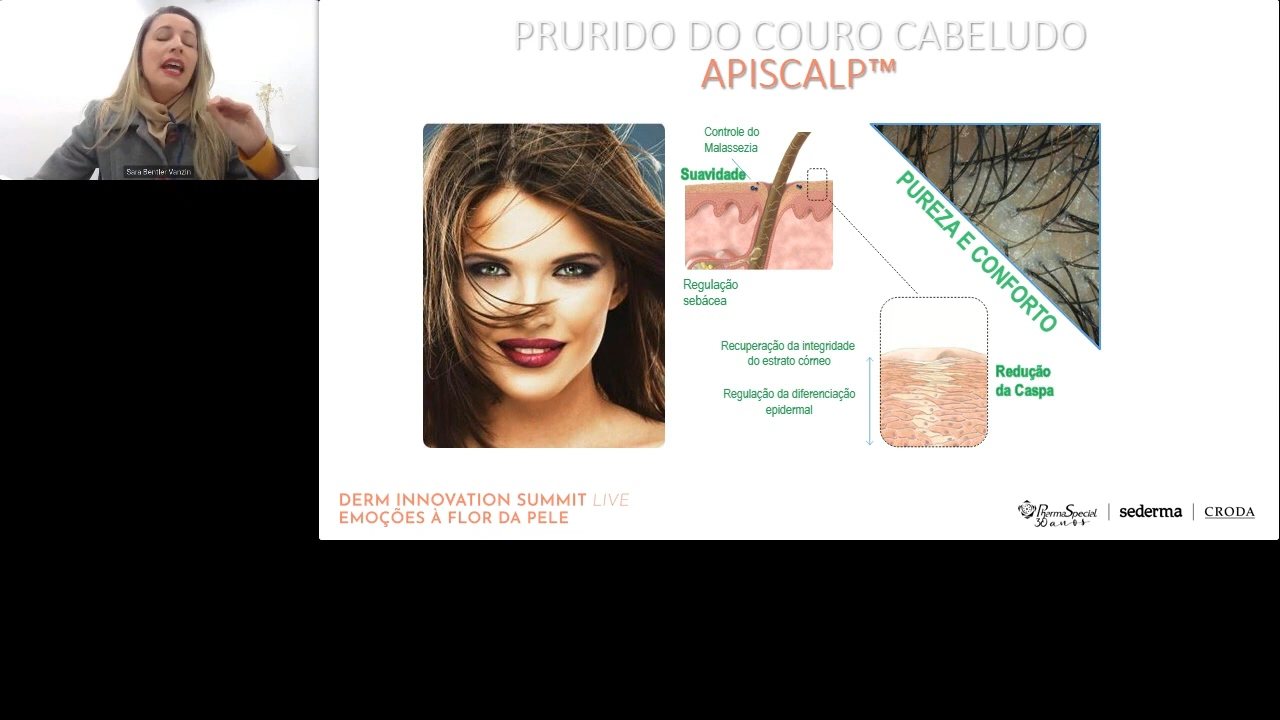 Sara Bentler Vanzin
PRURIDO DO COURO CABELUDO
APISCALP™
Controle do
Malassezia
Suavidade
Regulação
sebácea
PUREZA E CONFORTO
Recuperação da integridade
do estrato córneo
Regulação da diferenciação
epidermal
Redução
da Caspa
DERM INNOVATION SUMMIT LIVE
EMOÇÕES À FLOR DA PELE
PharmaSpecial
30 anos
sederma
CRODA